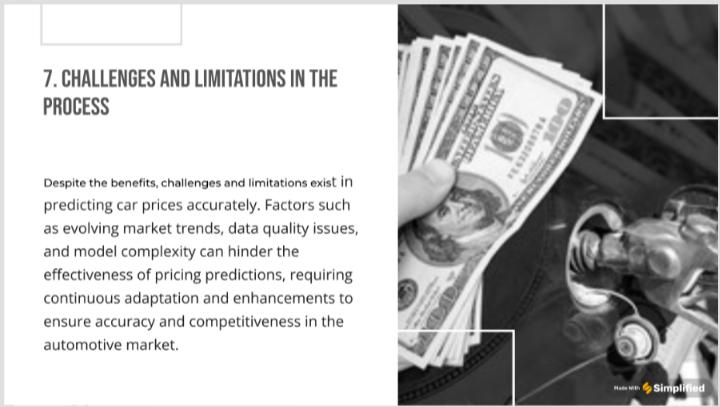 7. CHALLENGES AND LIMITATIONS IN THE
PROCESS
Despite the benefits, challenges and limitations exist in
predicting car prices accurately. Factors such
as evolving market trends, data quality issues,
and model complexity can hinder the
effectiveness of pricing predictions, requiring
continuous adaptation and enhancements to
ensure accuracy and competitiveness in the
automotive market.
100
Made With Simplified